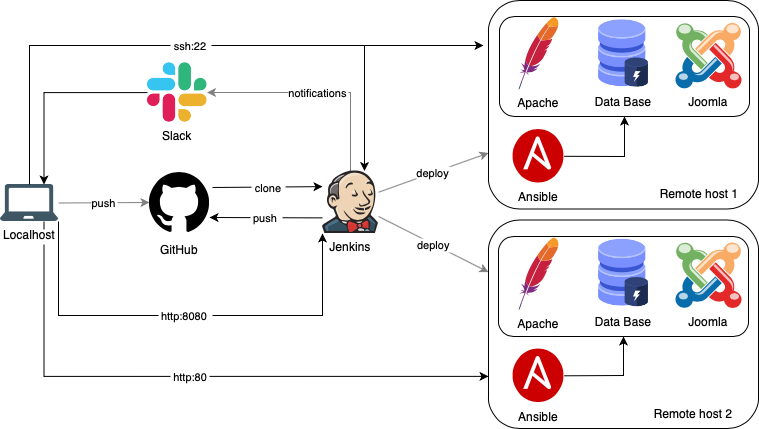 ssh:22
notifications
Slack
Apache
Data Base
Joomla
Ansible
Remote host 1
deploy
clone
push
push
Localhost
GitHub
Jenkins
deploy
http:8080
http:80
Apache
Data Base
Joomla
Ansible
Remote host 2